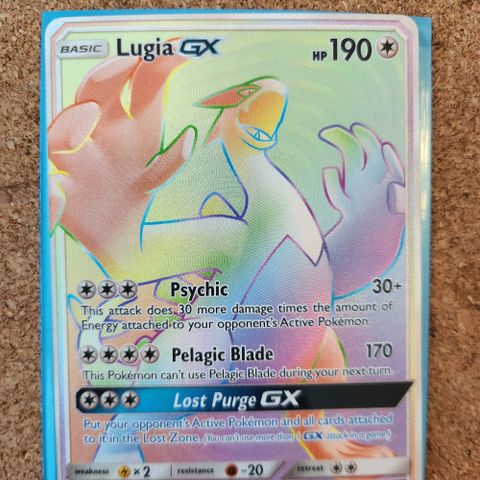 BASIC Lugia GX HP 190
Psychic 30+
This attack does 30 more damage times the amount of
Energy attached to your opponent's Active Pokémon.
Pelagic Blade 170
This Pokémon can't use Pelagic Blade during your next turn.
Lost Purge GX
Put your opponent's Active Pokémon and all cards attached
to it in the Lost Zone. (You can't use more than 1 GX attack in a game.)
weakness ×2 resistance -20 retreat